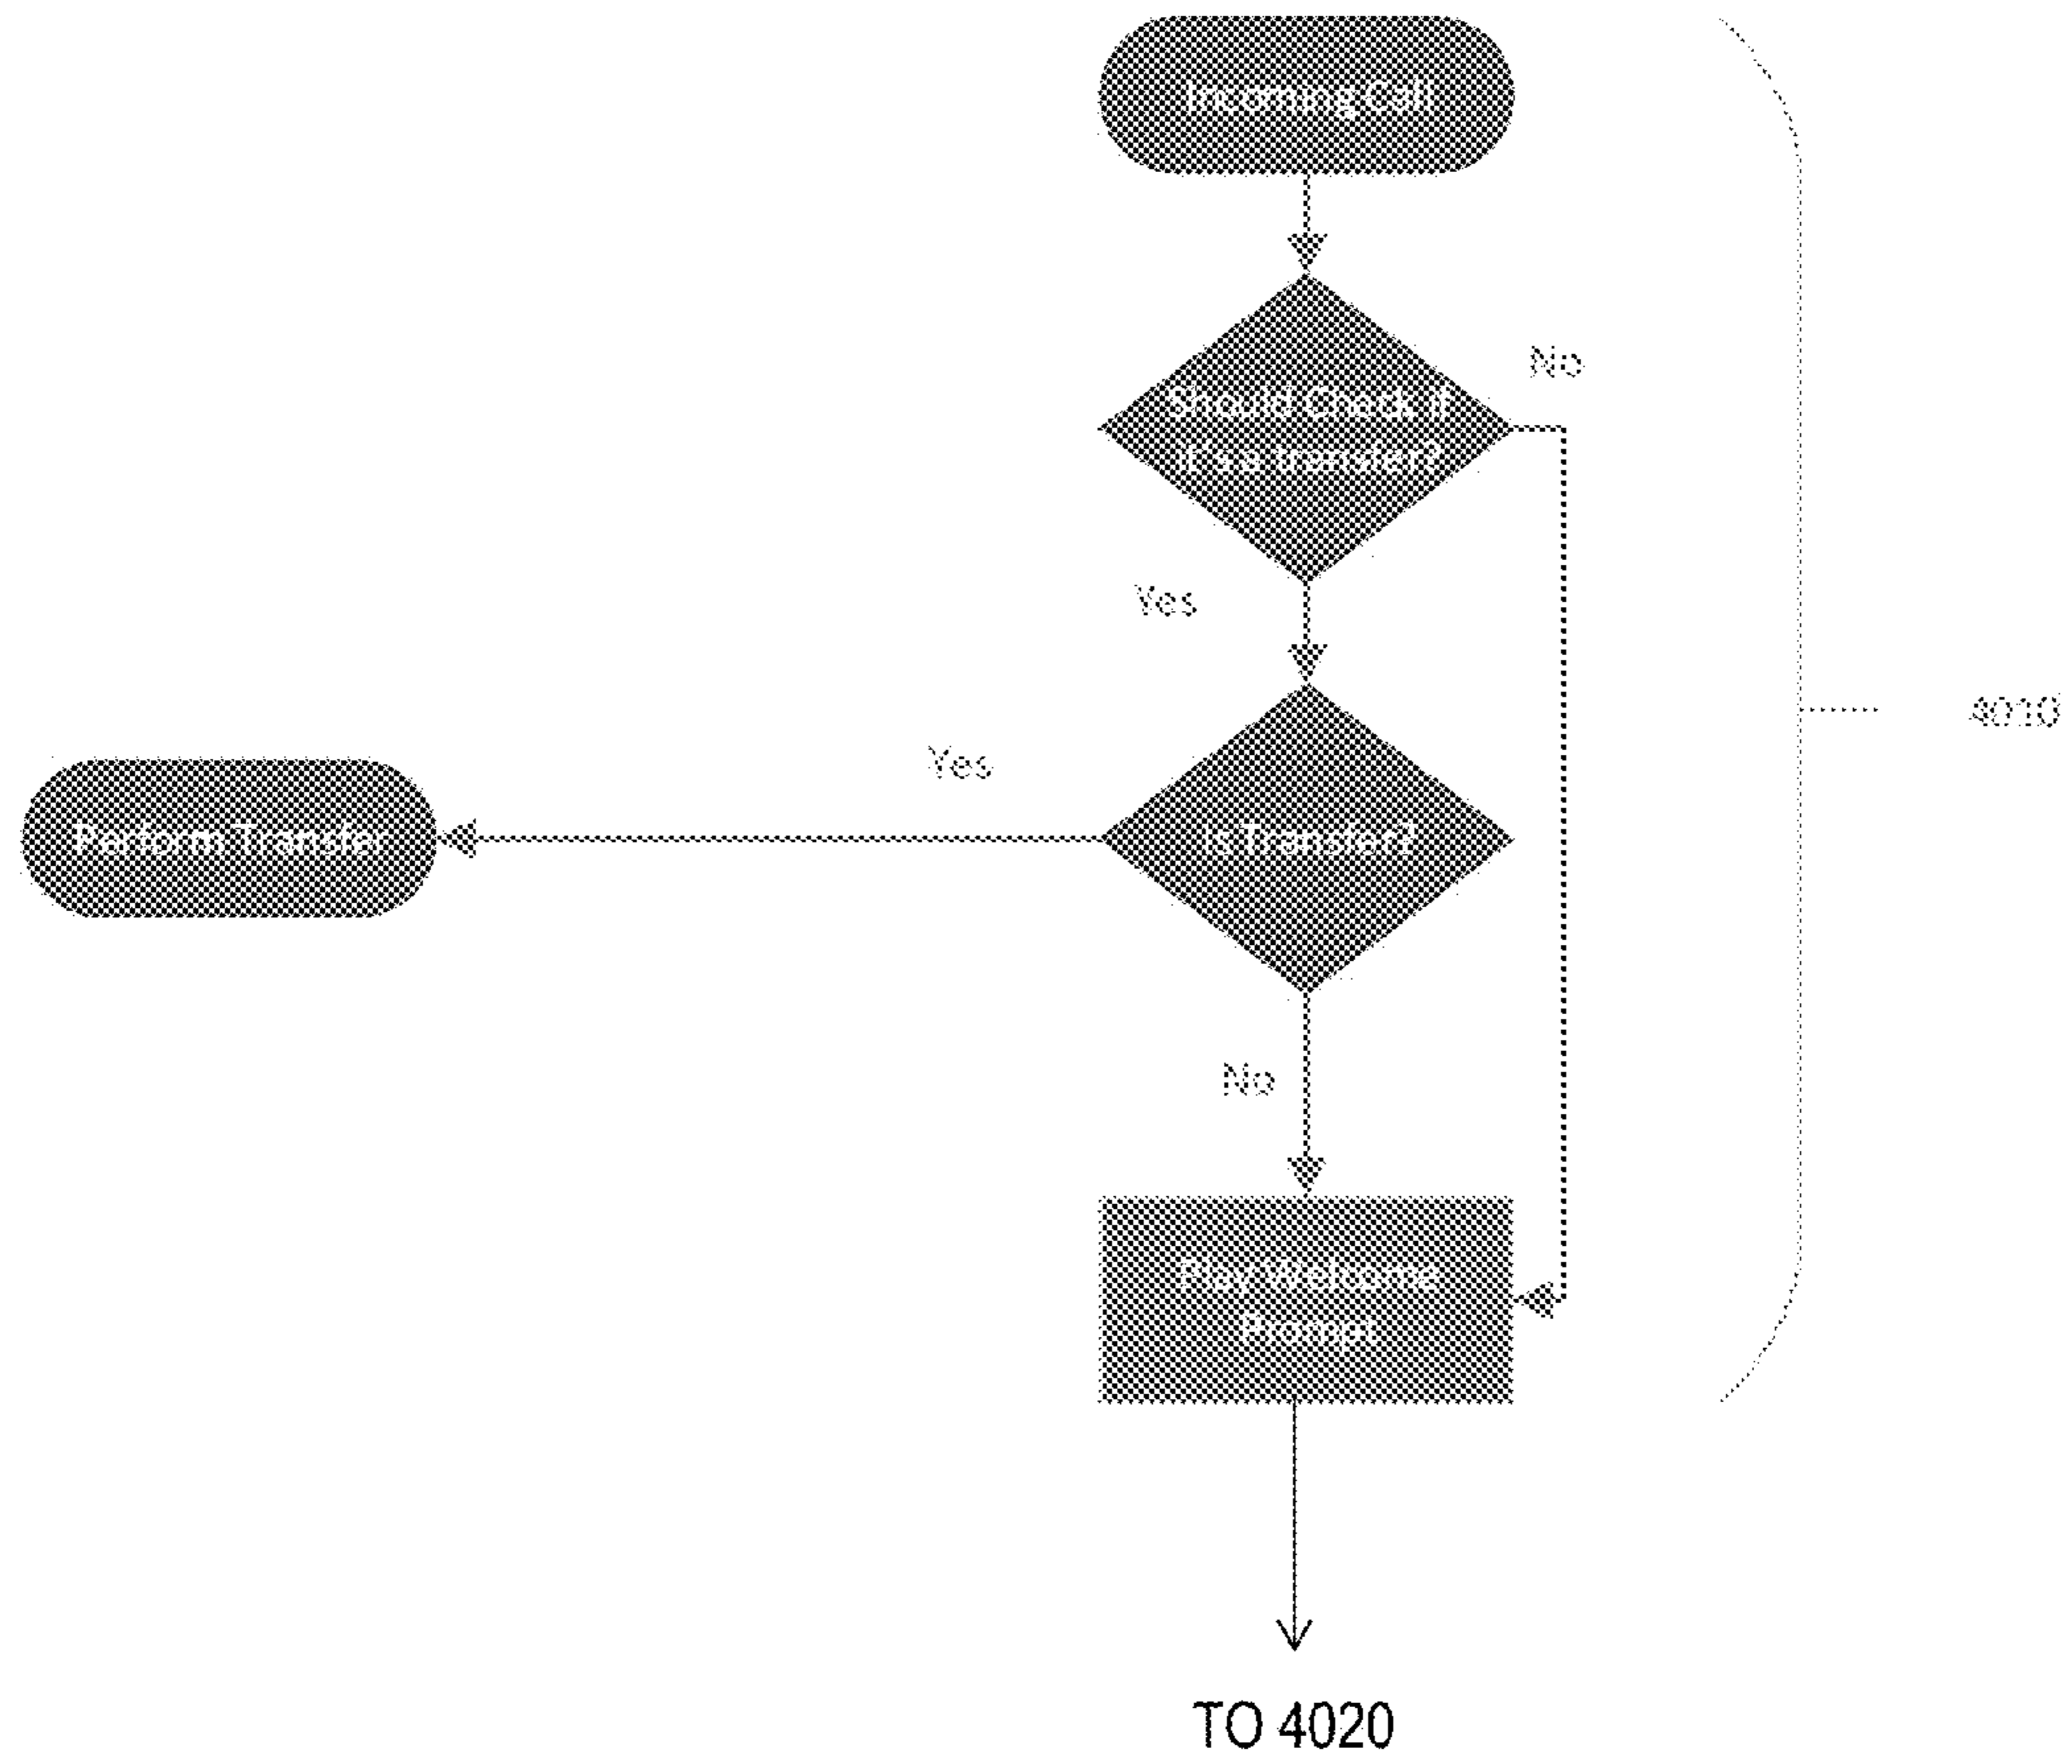 Incoming Call
No
Should Check if
it's a transfer?
Yes
4010
Yes
Perform Transfer
Is Transfer?
No
Play Welcome
Prompt
TO 4020